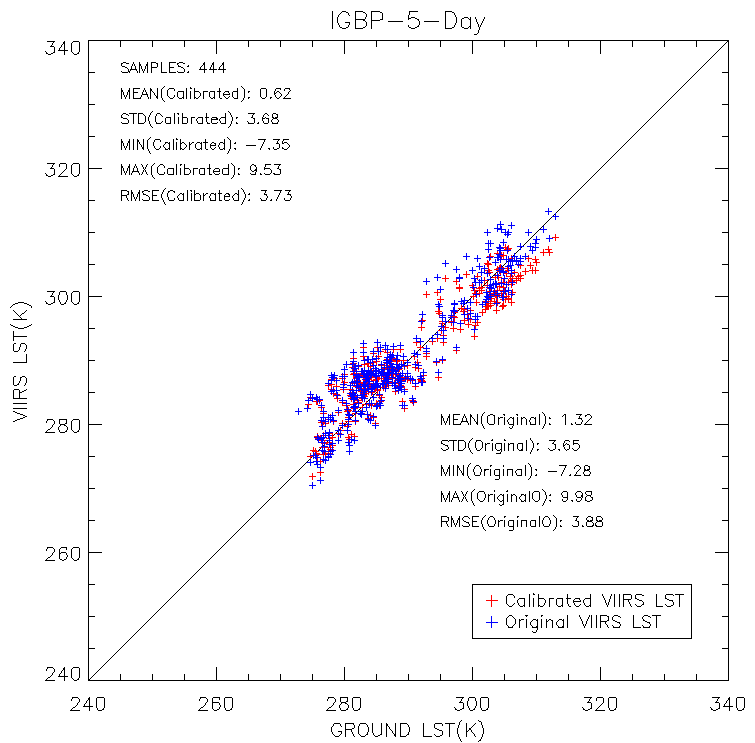 IGBP-5-Day
340
320
300
280
260
240
VIIRS LST(K)
SAMPLES: 444
MEAN(Calibrated): 0.62
STD(Calibrated): 3.68
MIN(Calibrated): -7.35
MAX(Calibrated): 9.53
RMSE(Calibrated): 3.73
MEAN(Original): 1.32
STD(Original): 3.65
MIN(Original): -7.28
MAX(OriginalO): 9.98
RMSE(OriginalO): 3.88
Calibrated VIIRS LST
Original VIIRS LST
240 260 280 300 320 340
GROUND LST(K)